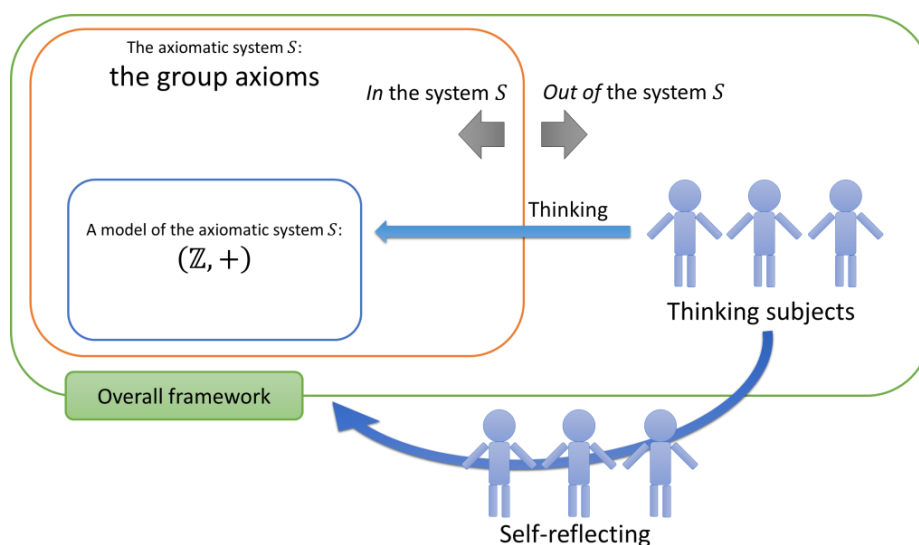 The axiomatic system S:
the group axioms
In the system S
Out of the system S
A model of the axiomatic system S:
(ℤ, +)
Thinking
Thinking subjects
Overall framework
Self-reflecting